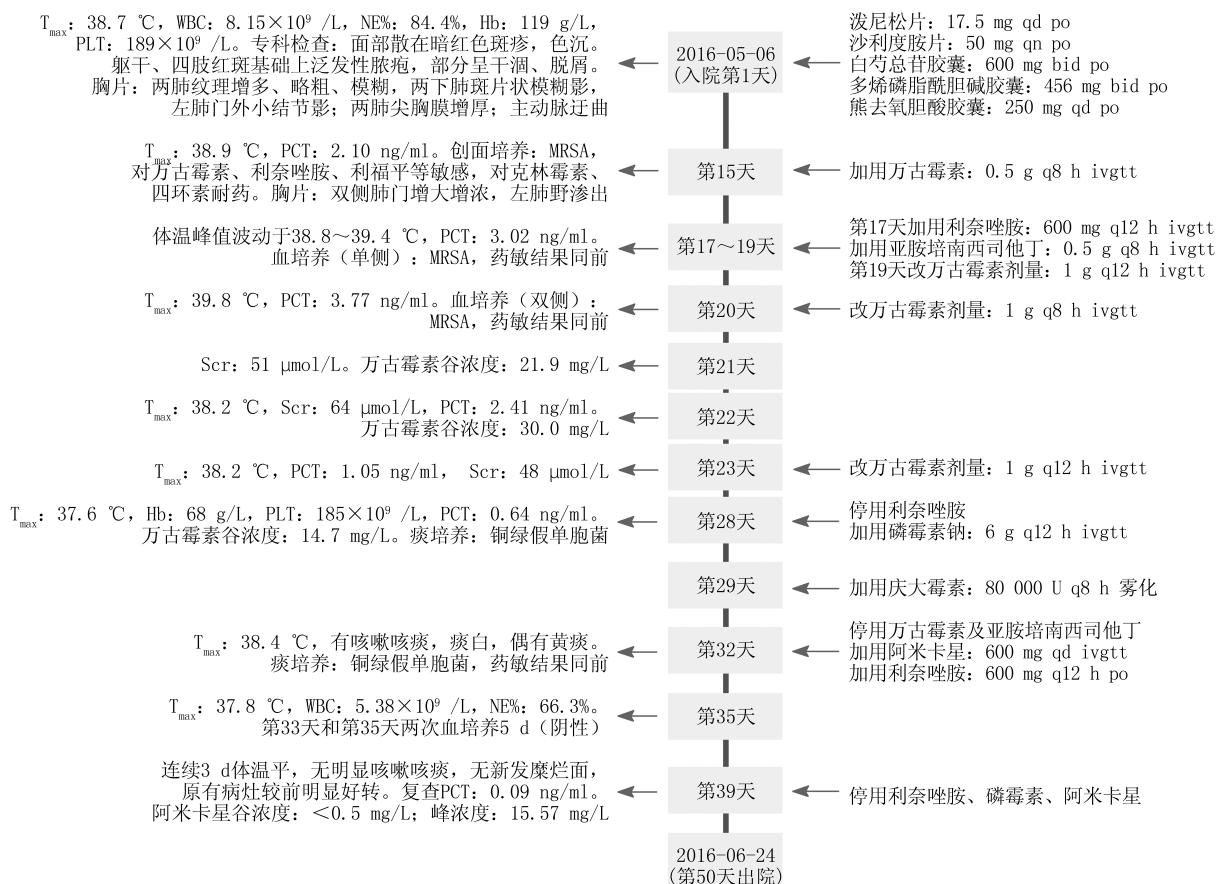 Tmax: 38.7 ℃, WBC: 8.15×10⁹ /L, NE%: 84.4%, Hb: 119 g/L,
PLT: 189×10⁹ /L。专科检查: 面部散在暗红色斑疹, 色沉。
躯干、四肢红斑基础上泛发性脓疱, 部分呈干涸、脱屑。
胸片: 两肺纹理增多、略粗、模糊, 两下肺斑片状模糊影,
左肺门外小结节影; 两肺尖胸膜增厚; 主动脉迂曲
2016-05-06
(入院第1天)
泼尼松片: 17.5 mg qd po
沙利度胺片: 50 mg qn po
白芍总苷胶囊: 600 mg bid po
多烯磷脂酰胆碱胶囊: 456 mg bid po
熊去氧胆酸胶囊: 250 mg qd po
Tmax: 38.9 ℃, PCT: 2.10 ng/ml。创面培养: MRSA,
对万古霉素、利奈唑胺、利福平等敏感, 对克林霉素、
四环素耐药。胸片: 双侧肺门增大增浓, 左肺野渗出
第15天
加用万古霉素: 0.5 g q8 h ivgtt
体温峰值波动于38.8～39.4 ℃, PCT: 3.02 ng/ml。
血培养（单侧）: MRSA, 药敏结果同前
第17～19天
第17天加用利奈唑胺: 600 mg q12 h ivgtt
加用亚胺培南西司他丁: 0.5 g q8 h ivgtt
第19天改万古霉素剂量: 1 g q12 h ivgtt
Tmax: 39.8 ℃, PCT: 3.77 ng/ml。血培养（双侧）:
MRSA, 药敏结果同前
第20天
改万古霉素剂量: 1 g q8 h ivgtt
Scr: 51 μmol/L。万古霉素谷浓度: 21.9 mg/L
第21天
Tmax: 38.2 ℃, Scr: 64 μmol/L, PCT: 2.41 ng/ml。
万古霉素谷浓度: 30.0 mg/L
第22天
Tmax: 38.2 ℃, PCT: 1.05 ng/ml, Scr: 48 μmol/L
第23天
改万古霉素剂量: 1 g q12 h ivgtt
Tmax: 37.6 ℃, Hb: 68 g/L, PLT: 185×10⁹ /L, PCT: 0.64 ng/ml。
万古霉素谷浓度: 14.7 mg/L。痰培养: 铜绿假单胞菌
第28天
停用利奈唑胺
加用磷霉素钠: 6 g q12 h ivgtt
第29天
加用庆大霉素: 80 000 U q8 h 雾化
Tmax: 38.4 ℃, 有咳嗽咳痰, 痰白, 偶有黄痰。
痰培养: 铜绿假单胞菌, 药敏结果同前
第32天
停用万古霉素及亚胺培南西司他丁
加用阿米卡星: 600 mg qd ivgtt
加用利奈唑胺: 600 mg q12 h po
Tmax: 37.8 ℃, WBC: 5.38×10⁹ /L, NE%: 66.3%。
第33天和第35天两次血培养5 d（阴性）
第35天
连续3 d体温平, 无明显咳嗽咳痰, 无新发糜烂面,
原有病灶较前明显好转。复查PCT: 0.09 ng/ml。
阿米卡星谷浓度: ＜0.5 mg/L; 峰浓度: 15.57 mg/L
第39天
停用利奈唑胺、磷霉素、阿米卡星
2016-06-24
(第50天出院)